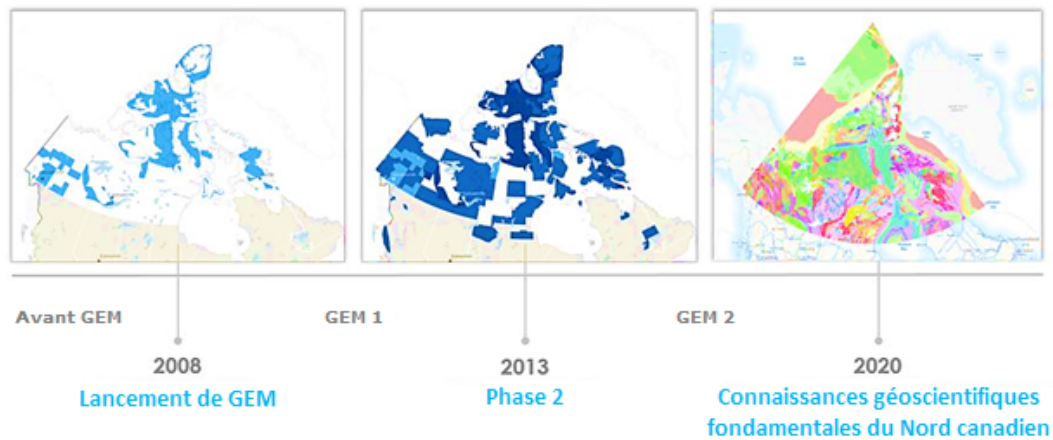 Avant GEM
GEM 1
GEM 2
2008
2013
2020
Lancement de GEM
Phase 2
Connaissances géoscientifiques
fondamentales du Nord canadien